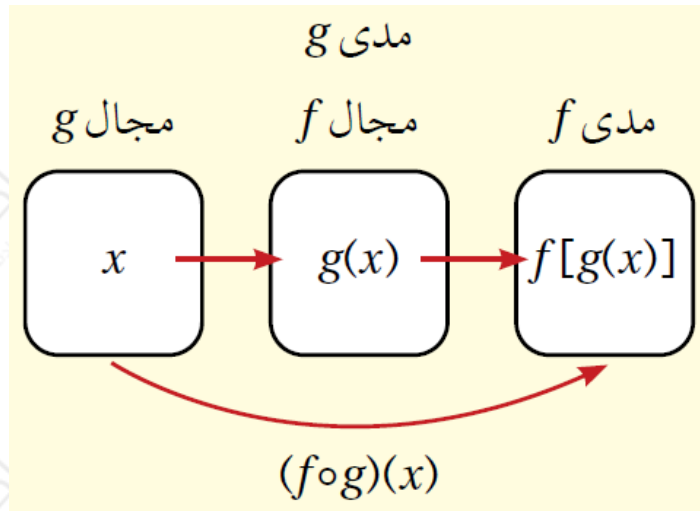 مدى g
مجال g مجال f مدى f
x g(x) f[g(x)]
(f∘g)(x)